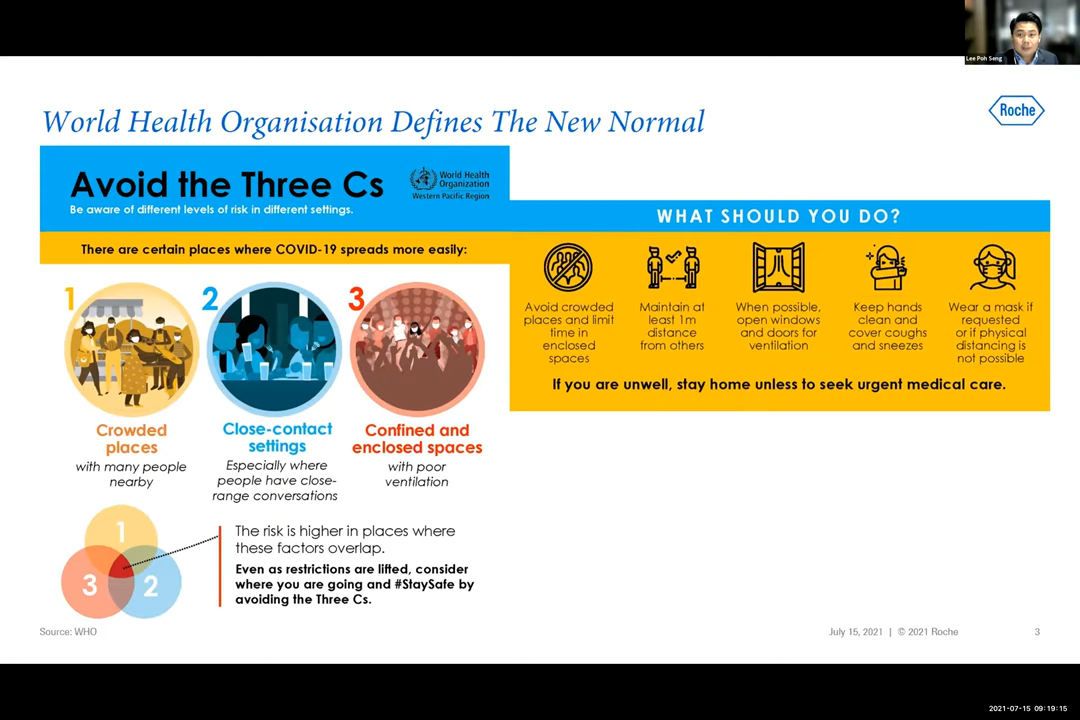 Lee Poh Seng
World Health Organisation Defines The New Normal
Roche
Avoid the Three Cs
Be aware of different levels of risk in different settings.
World Health
Organization
Western Pacific Region
There are certain places where COVID-19 spreads more easily:
1
2
3
Crowded
places
with many people
nearby
Close-contact
settings
Especially where
people have close-
range conversations
Confined and
enclosed spaces
with poor
ventilation
1
3
2
The risk is higher in places where
these factors overlap.
Even as restrictions are lifted, consider
where you are going and #StaySafe by
avoiding the Three Cs.
WHAT SHOULD YOU DO?
Avoid crowded
places and limit
time in
enclosed
spaces
Maintain at
least 1m
distance
from others
When possible,
open windows
and doors for
ventilation
Keep hands
clean and
cover coughs
and sneezes
Wear a mask if
requested
or if physical
distancing is
not possible
If you are unwell, stay home unless to seek urgent medical care.
Source: WHO
July 15, 2021 | © 2021 Roche
3
2021-07-15 09:19:15